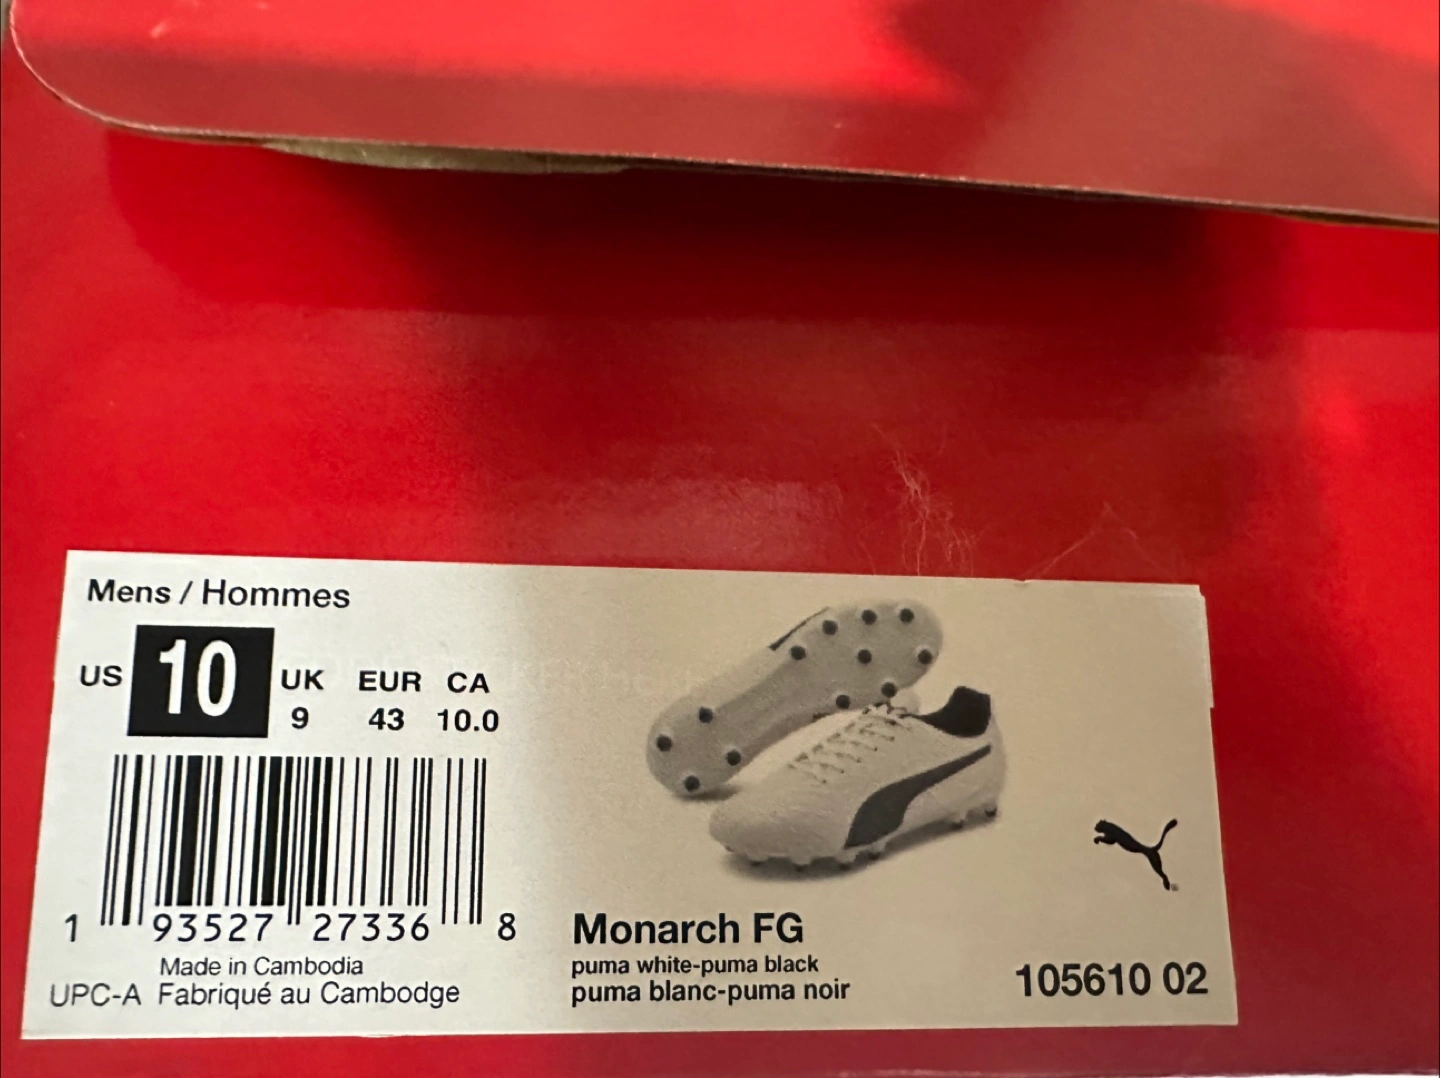 Mens / Hommes
US 10 UK EUR CA
9 43 10.0
1 93527 27336 8
Made in Cambodia
UPC-A Fabriqué au Cambodge
Monarch FG
puma white-puma black
puma blanc-puma noir
105610 02